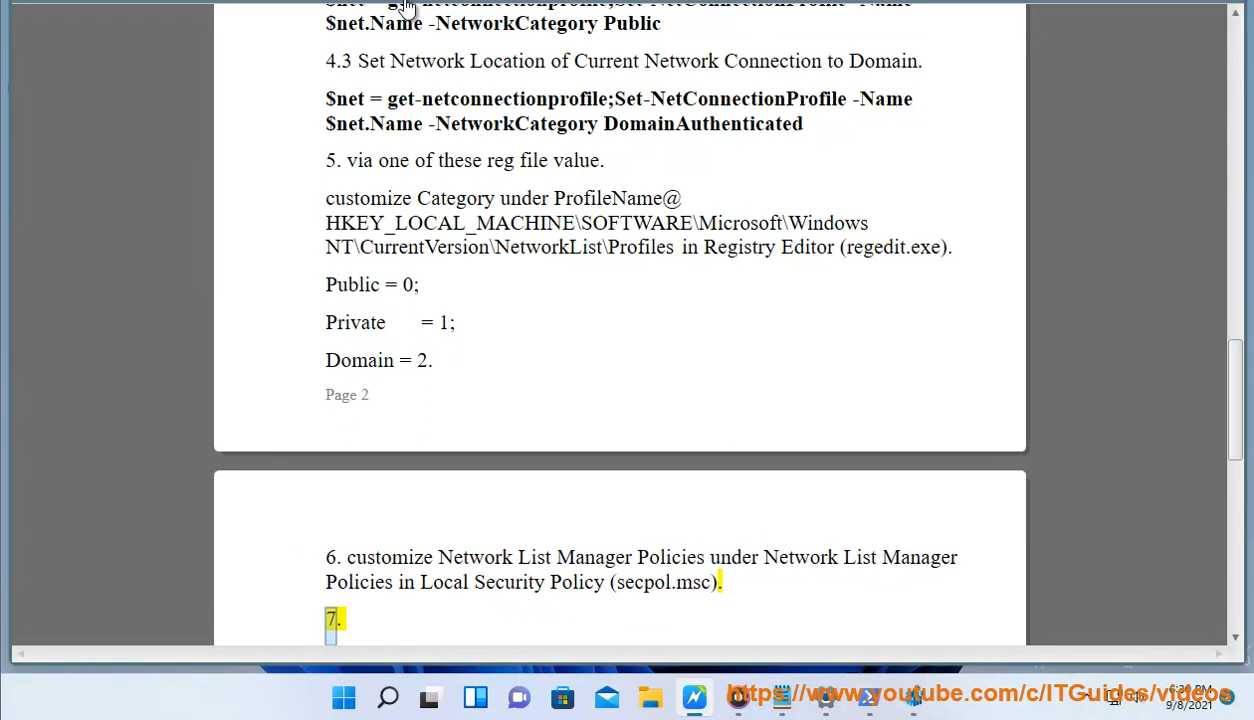 $net.Name -NetworkCategory Public
4.3 Set Network Location of Current Network Connection to Domain.
$net = get-netconnectionprofile;Set-NetConnectionProfile -Name
$net.Name -NetworkCategory DomainAuthenticated
5. via one of these reg file value.
customize Category under ProfileName@
HKEY_LOCAL_MACHINE\SOFTWARE\Microsoft\Windows
NT\CurrentVersion\NetworkList\Profiles in Registry Editor (regedit.exe).
Public = 0;
Private = 1;
Domain = 2.
Page 2
6. customize Network List Manager Policies under Network List Manager
Policies in Local Security Policy (secpol.msc).
7.
https://www.youtube.com/c/ITGuides/videos
9/8/2021